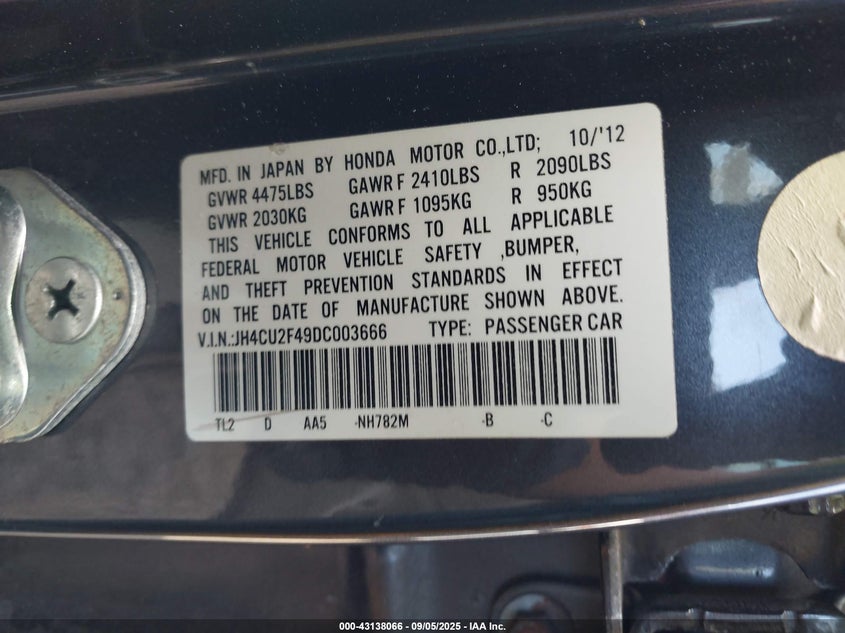 MFD. IN JAPAN BY HONDA MOTOR CO.,LTD; 10/'12
GVWR 4475LBS GAWR F 2410LBS R 2090LBS
GVWR 2030KG GAWR F 1095KG R 950KG
THIS VEHICLE CONFORMS TO ALL APPLICABLE
FEDERAL MOTOR VEHICLE SAFETY ,BUMPER,
AND THEFT PREVENTION STANDARDS IN EFFECT
ON THE DATE OF MANUFACTURE SHOWN ABOVE.
V.I.N.:JH4CU2F49DC003666 TYPE: PASSENGER CAR
TL2 D AA5 -NH782M -B -C
000-43138066 - 09/05/2025 - IAA Inc.